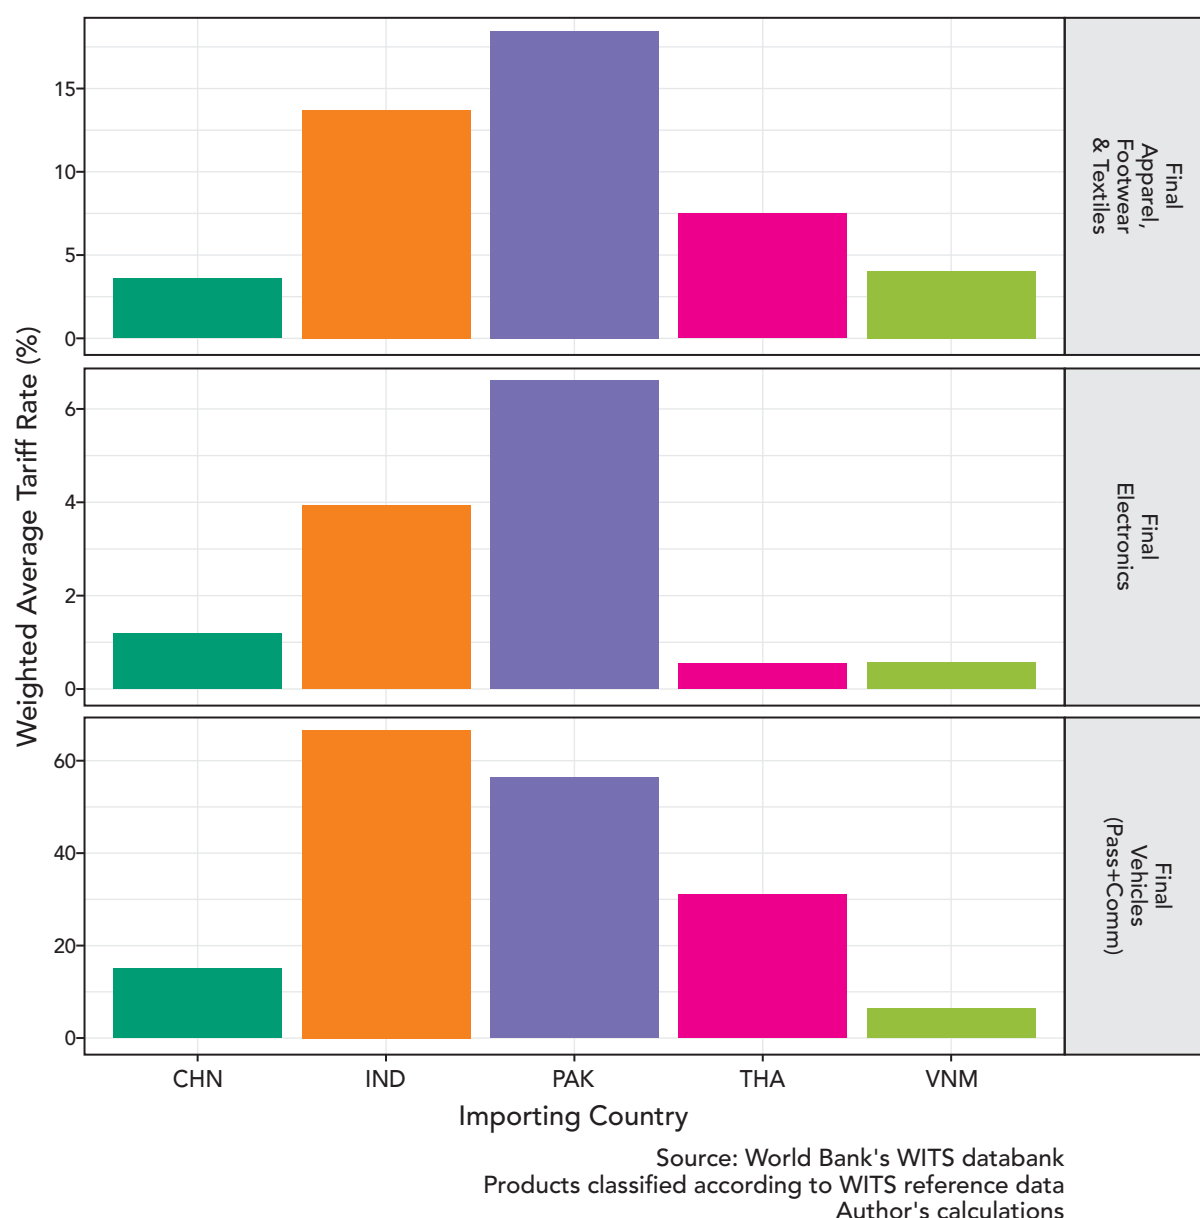 Weighted Average Tariff Rate (%)
15
10
5
0
Final
Apparel,
Footwear
& Textiles
6
4
2
0
Final
Electronics
60
40
20
0
Final
Vehicles
(Pass+Comm)
CHN IND PAK THA VNM
Importing Country
Source: World Bank's WITS databank
Products classified according to WITS reference data
Author's calculations